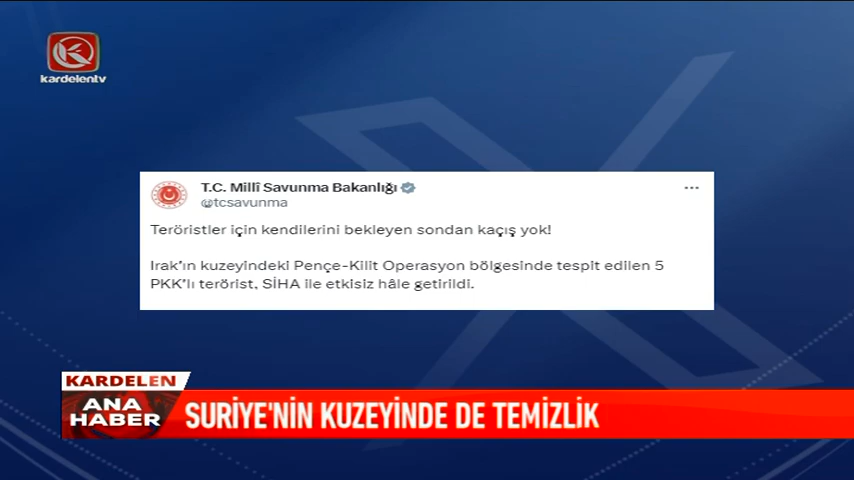 kardelentv
T.C. Millî Savunma Bakanlığı
@tcsavunma
Teröristler için kendilerini bekleyen sondan kaçış yok!
Irak'ın kuzeyindeki Pençe-Kilit Operasyon bölgesinde tespit edilen 5
PKK'lı terörist, SİHA ile etkisiz hâle getirildi.
KARDELEN
ANA
HABER
SURİYE'NİN KUZEYİNDE DE TEMİZLİK